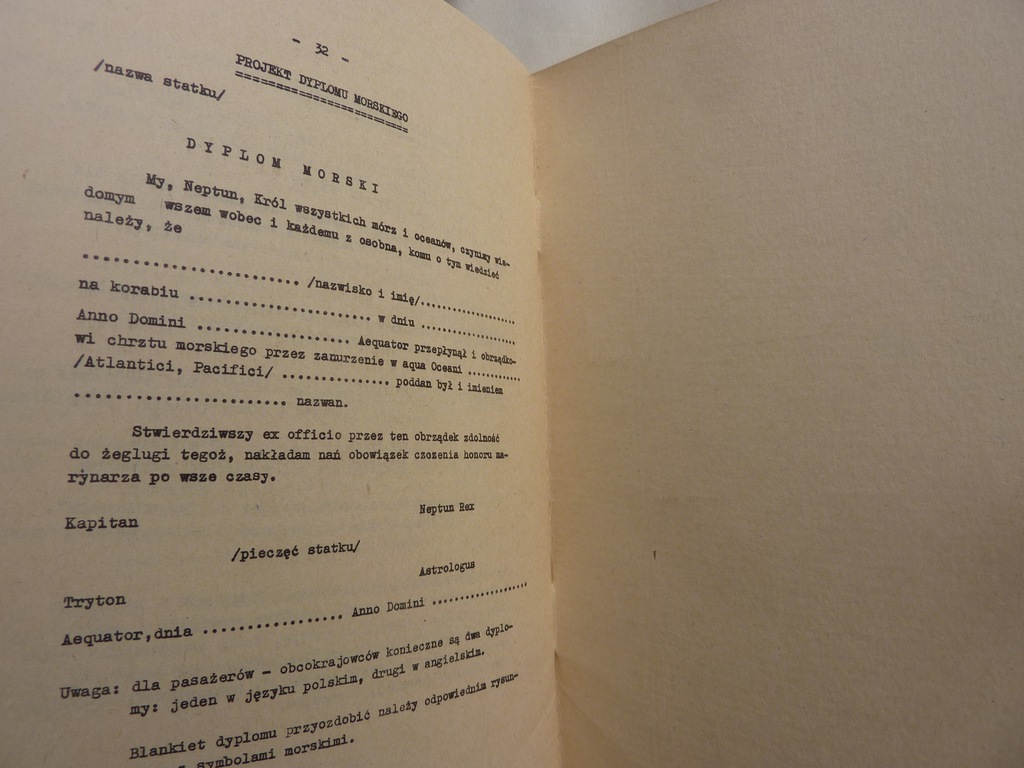 - 32 -
PROJEKT DYPLOMU MORSKIEGO
/nazwa statku/
DYPLOM MORSKI
My, Neptun, Król wszystkich mórz i oceanów, czynimy wia-
domym wszem wobec i każdemu z osobna, komu o tym wiedzieć
należy, że
........................ /nazwisko i imię/................
na korabiu .................... w dniu ................
Anno Domini ................. Aequator przepłynął i obrządko-
wi chrztu morskiego przez zanurzenie w aqua Oceani ..........
/Atlantici, Pacifici/ ............... poddan był i imieniem
....................... nazwan.
Stwierdziwszy ex officio przez ten obrządek zdolność
do żeglugi tegoż, nakładam nań obowiązek czczenia honoru ma-
rynarza po wsze czasy.
Neptun Rex
Kapitan
/pieczęć statku/
Astrologus
Tryton
Aequator,dnia ................ Anno Domini ................
Uwaga: dla pasażerów - obcokrajowców konieczne są dwa dyplo-
my: jeden w języku polskim, drugi w angielskim.
Blankiet dyplomu przyozdobić należy odpowiednim rysun-
symbolami morskimi.